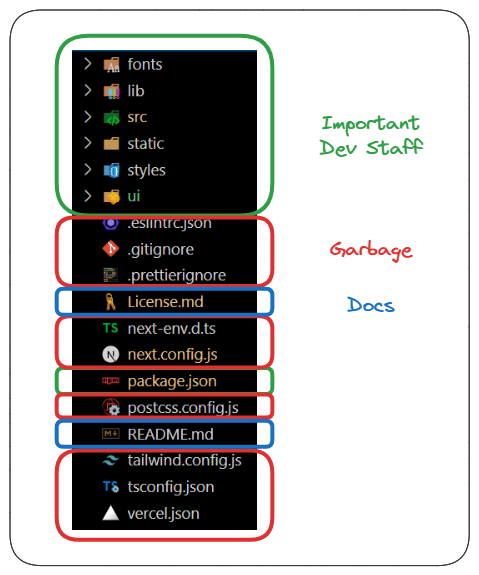 fonts
lib
src
static
styles
ui
.eslintrc.json
.gitignore
.prettierignore
License.md
TS next-env.d.ts
N next.config.js
npm package.json
postcss.config.js
M README.md
tailwind.config.js
TS tsconfig.json
vercel.json
Important
Dev Staff
Garbage
Docs